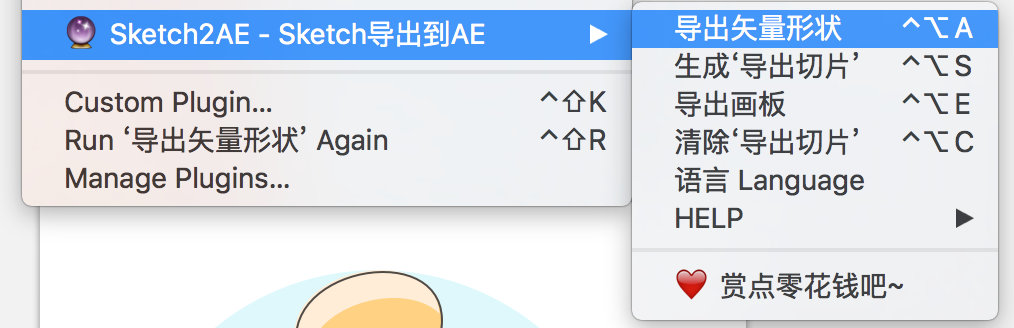 Sketch2AE - Sketch导出到AE
Custom Plugin... ^⇧K
Run ‘导出矢量形状’ Again ^⇧R
Manage Plugins...
导出矢量形状 ^⌥A
生成‘导出切片’ ^⌥S
导出画板 ^⌥E
清除‘导出切片’ ^⌥C
语言 Language
HELP
赏点零花钱吧~